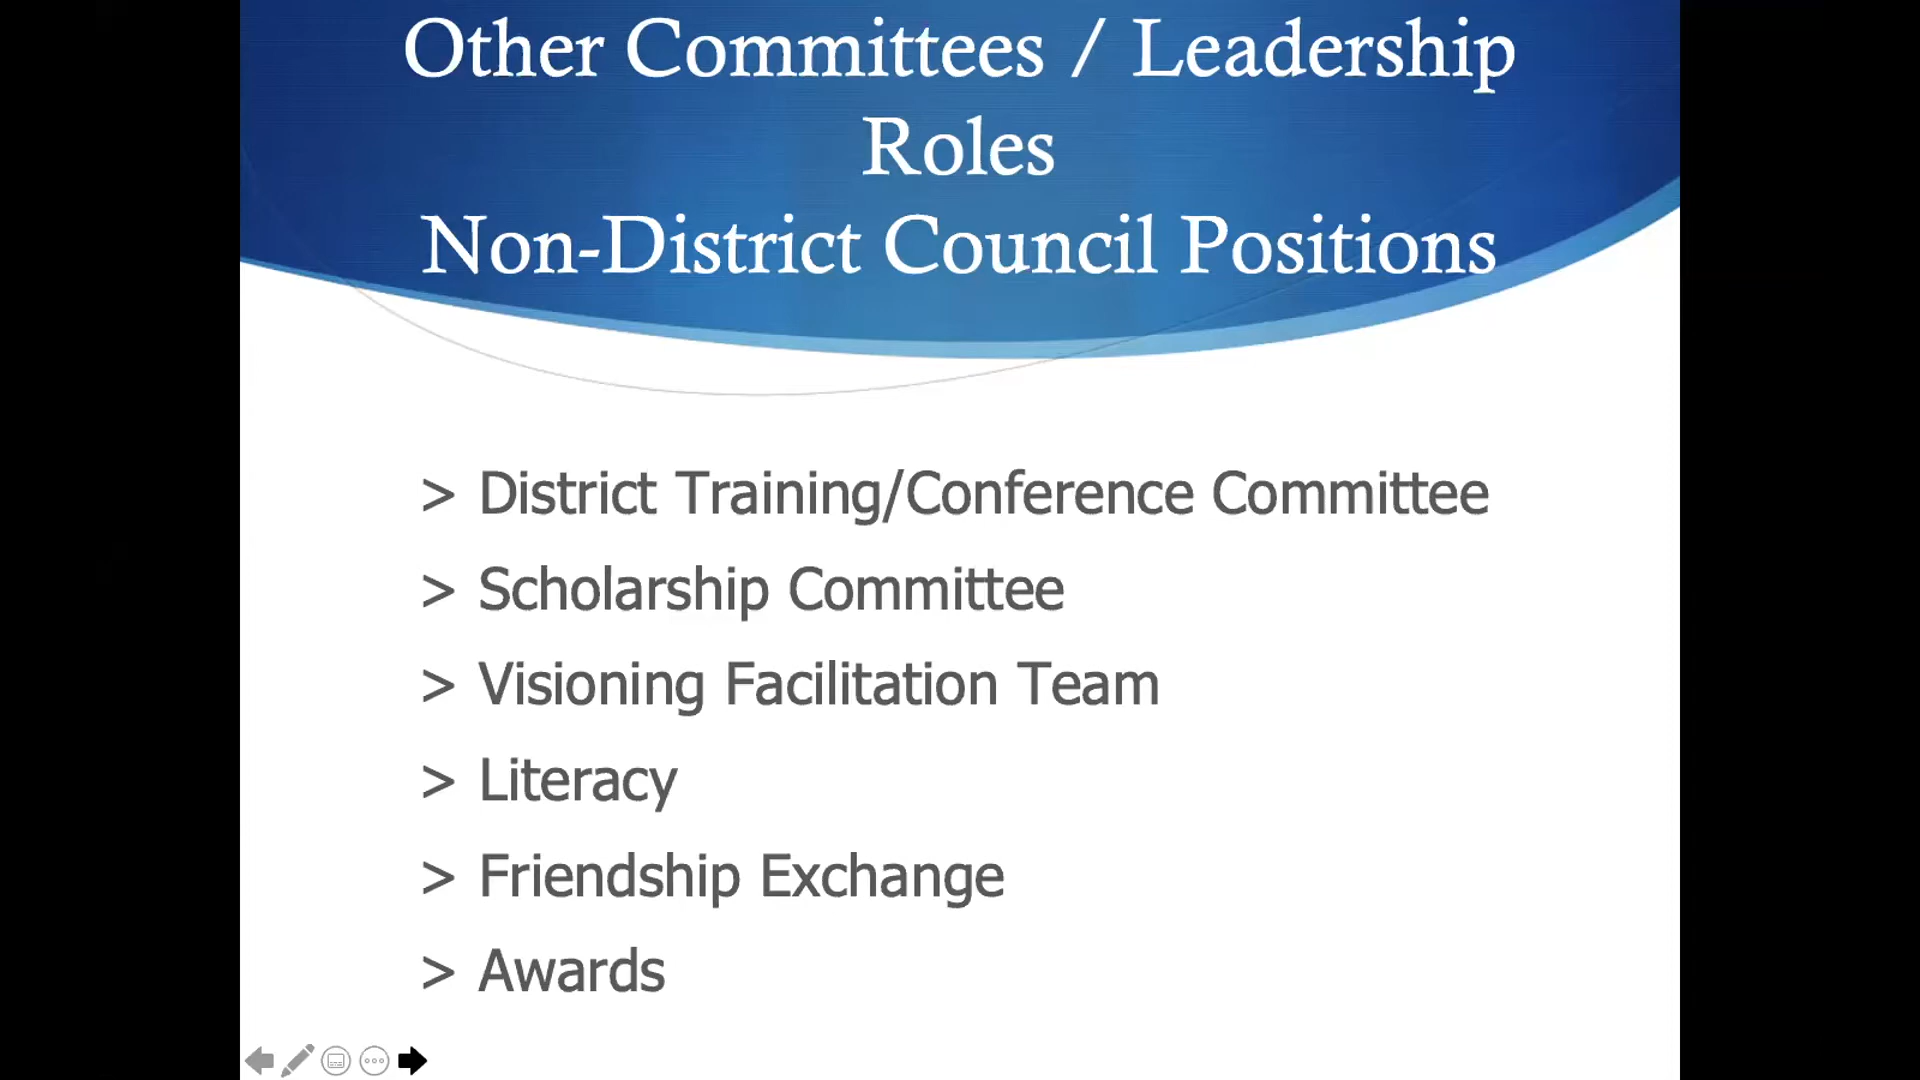 Other Committees / Leadership
Roles
Non-District Council Positions
> District Training/Conference Committee
> Scholarship Committee
> Visioning Facilitation Team
> Literacy
> Friendship Exchange
> Awards